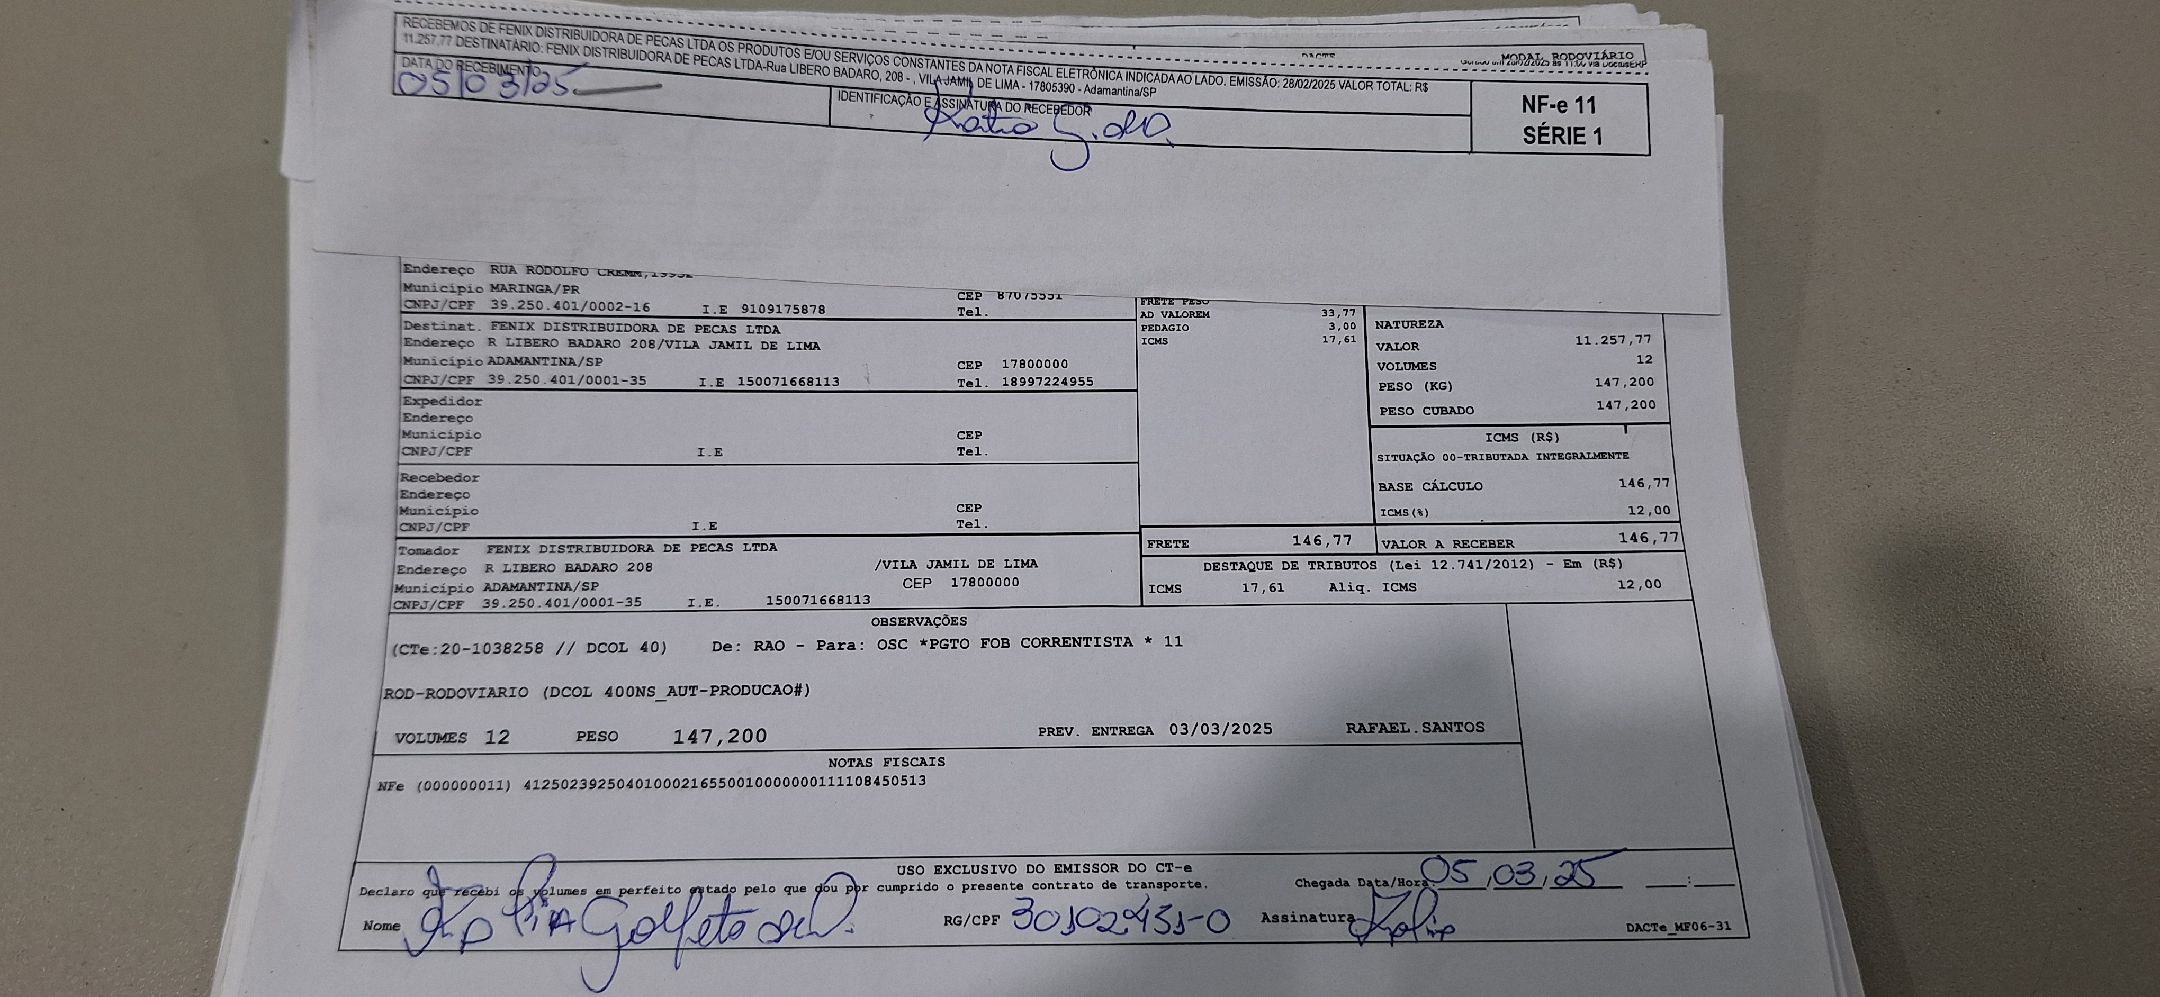 RECEBEMOS DE FENIX DISTRIBUIDORA DE PECAS LTDA OS PRODUTOS E/OU SERVIÇOS CONSTANTES DA NOTA FISCAL ELETRÔNICA INDICADA AO LADO. EMISSÃO: 28/02/2025 VALOR TOTAL: R$
11.257,77 DESTINATÁRIO: FENIX DISTRIBUIDORA DE PECAS LTDA-Rua LIBERO BADARO, 208 - , VILA JAMIL DE LIMA - 17805390 - Adamantina/SP
DACTE
MODAL RODOVIÁRIO
DATA DO RECEBIMENTO
05/03/25
IDENTIFICAÇÃO E ASSINATURA DO RECEBEDOR
NF-e 11
SÉRIE 1
Endereço RUA RODOLFO CREMM,
Município MARINGA/PR
CEP 87075551
CNPJ/CPF 39.250.401/0002-16 I.E 9109175878 Tel.
Destinat. FENIX DISTRIBUIDORA DE PECAS LTDA
Endereço R LIBERO BADARO 208/VILA JAMIL DE LIMA
Município ADAMANTINA/SP CEP 17800000
CNPJ/CPF 39.250.401/0001-35 I.E 150071668113 Tel. 18997224955
Expedidor
Endereço
Município CEP
CNPJ/CPF I.E Tel.
Recebedor
Endereço
Município CEP
CNPJ/CPF I.E Tel.
Tomador FENIX DISTRIBUIDORA DE PECAS LTDA
Endereço R LIBERO BADARO 208 /VILA JAMIL DE LIMA
Município ADAMANTINA/SP CEP 17800000
CNPJ/CPF 39.250.401/0001-35 I.E. 150071668113
FRETE PESO
AD VALOREM 33,77
PEDAGIO 3,00
ICMS 17,61
NATUREZA
VALOR 11.257,77
VOLUMES 12
PESO (KG) 147,200
PESO CUBADO 147,200
ICMS (R$)
SITUAÇÃO 00-TRIBUTADA INTEGRALMENTE
BASE CÁLCULO 146,77
ICMS(%) 12,00
FRETE 146,77 VALOR A RECEBER 146,77
DESTAQUE DE TRIBUTOS (Lei 12.741/2012) - Em (R$)
ICMS 17,61 Aliq. ICMS 12,00
OBSERVAÇÕES
(CTe:20-1038258 // DCOL 40) De: RAO - Para: OSC *PGTO FOB CORRENTISTA * 11
ROD-RODOVIARIO (DCOL 400NS_AUT-PRODUCAO#)
VOLUMES 12 PESO 147,200 PREV. ENTREGA 03/03/2025 RAFAEL.SANTOS
NOTAS FISCAIS
NFe (000000011) 41250239250401000216550010000000111108450513
USO EXCLUSIVO DO EMISSOR DO CT-e
Declaro que recebi os volumes em perfeito estado pelo que dou por cumprido o presente contrato de transporte.
Chegada Data/Hora: 05/03/25 :
Nome Golfeto RG/CPF 30102431-0 Assinatura
DACTe_MF06-31